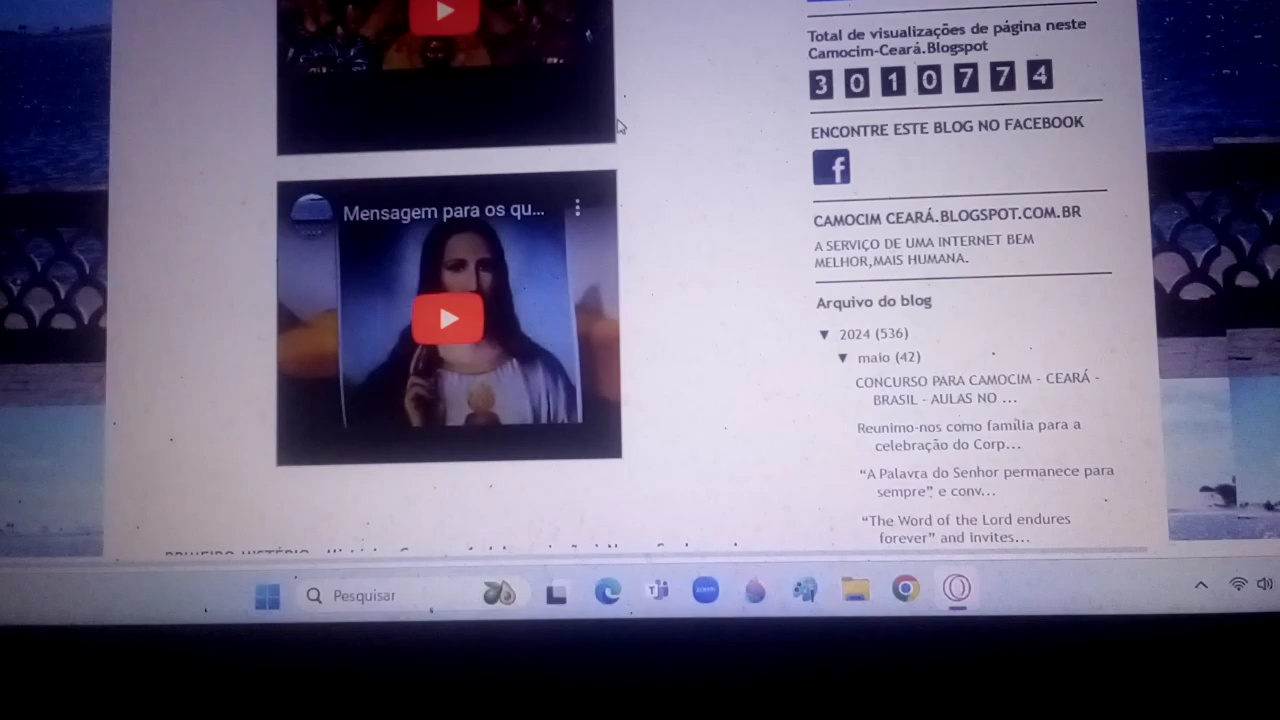 Total de visualizações de página neste
Camocim-Ceará.Blogspot
3 0 1 0 7 7 4
ENCONTRE ESTE BLOG NO FACEBOOK
f
Mensagem para os qu...
CAMOCIM CEARÁ.BLOGSPOT.COM.BR
A SERVIÇO DE UMA INTERNET BEM
MELHOR,MAIS HUMANA.
Arquivo do blog
▼ 2024 (536)
▼ maio (42)
CONCURSO PARA CAMOCIM - CEARÁ -
BRASIL - AULAS NO ...
Reunimo-nos como família para a
celebração do Corp...
“A Palavra do Senhor permanece para
sempre” e conv...
“The Word of the Lord endures
forever” and Invites...
Pesquisar